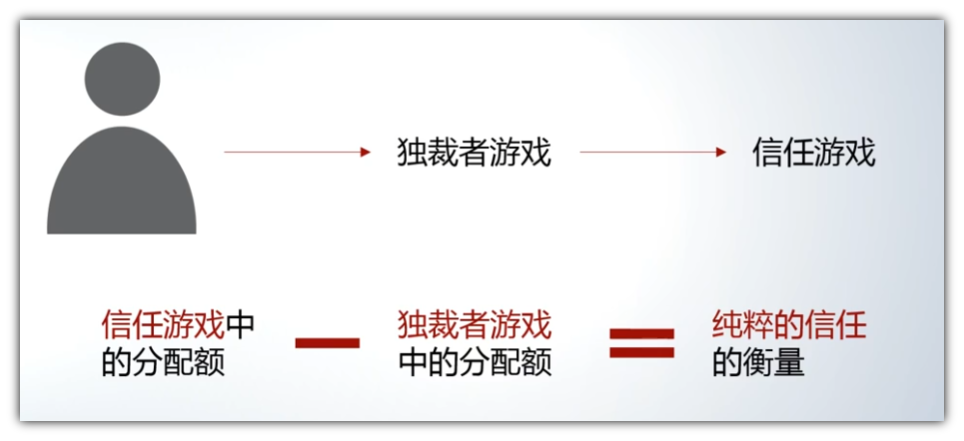 独裁者游戏
信任游戏
信任游戏中
的分配额
独裁者游戏
中的分配额
纯粹的信任
的衡量